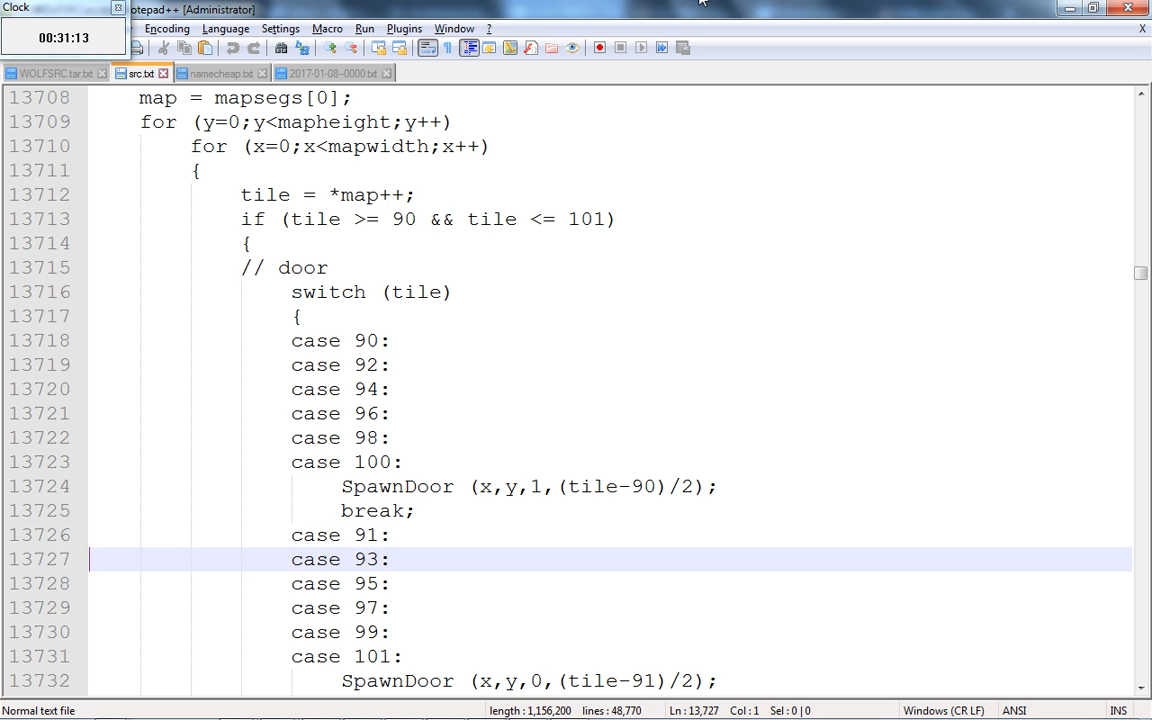 Clock
otepad++ [Administrator]
00:31:13
Encoding Language Settings Macro Run Plugins Window ? X
WOLFSRC.tar.txt src.txt namecheap.txt 2017-01-08--0000.txt
13708 map = mapsegs[0];
13709 for (y=0;y<mapheight;y++)
13710 for (x=0;x<mapwidth;x++)
13711 {
13712 tile = *map++;
13713 if (tile >= 90 && tile <= 101)
13714 {
13715 // door
13716 switch (tile)
13717 {
13718 case 90:
13719 case 92:
13720 case 94:
13721 case 96:
13722 case 98:
13723 case 100:
13724 SpawnDoor (x,y,1,(tile-90)/2);
13725 break;
13726 case 91:
13727 case 93:
13728 case 95:
13729 case 97:
13730 case 99:
13731 case 101:
13732 SpawnDoor (x,y,0,(tile-91)/2);
Normal text file length : 1,156,200 lines : 48,770 Ln : 13,727 Col : 1 Sel : 0 | 0 Windows (CR LF) ANSI INS